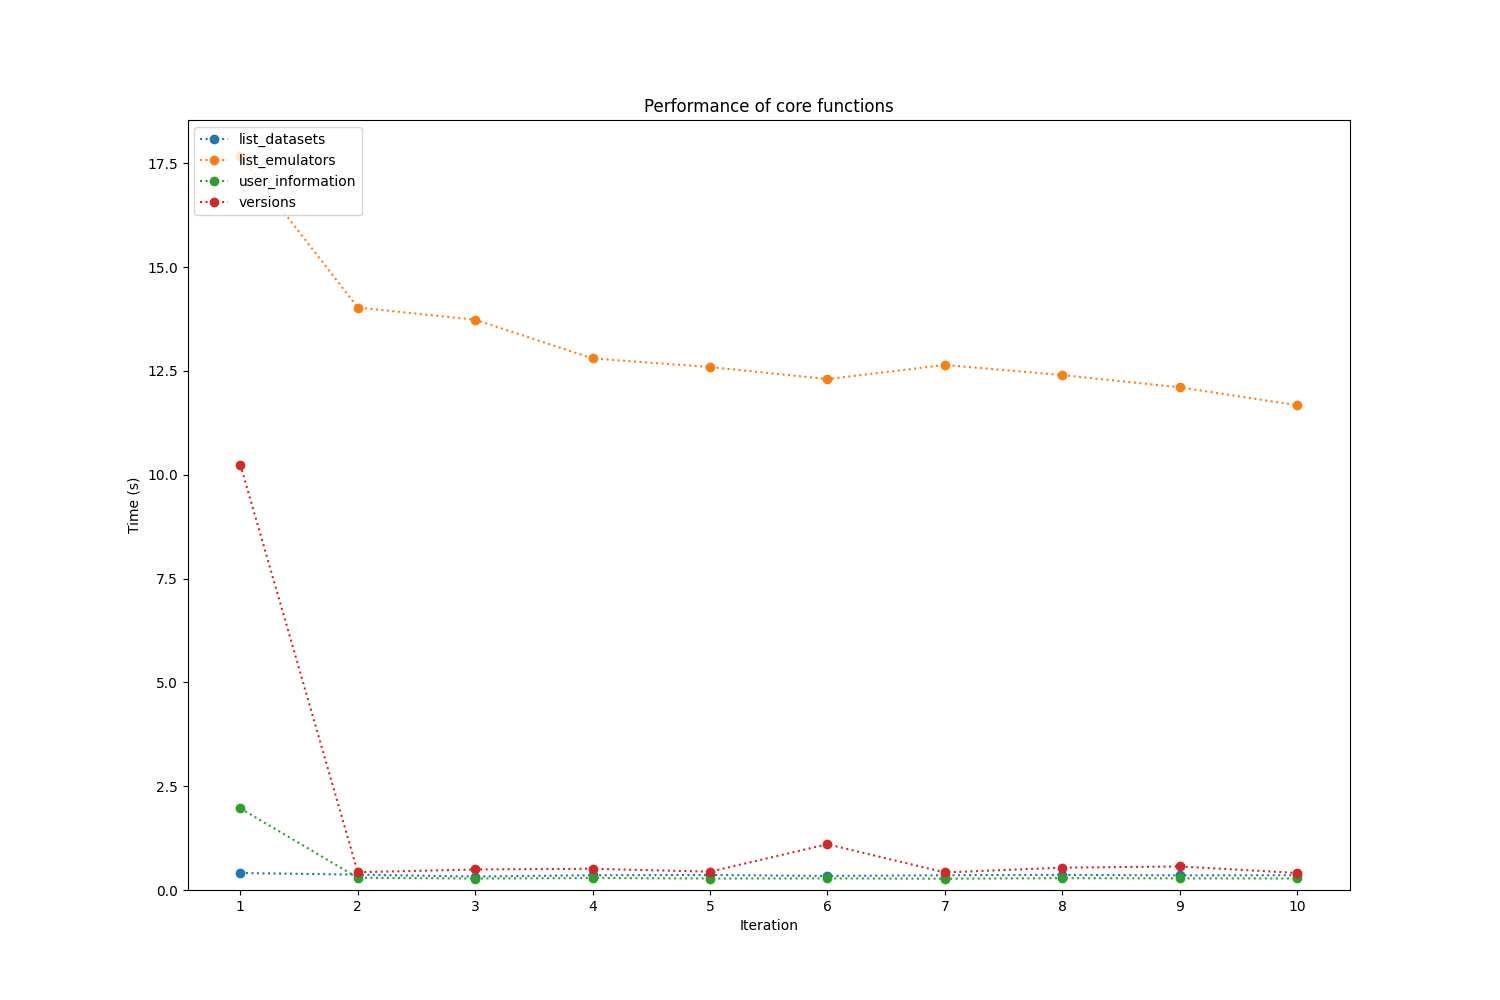 Performance of core functions
list_datasets
list_emulators
user_information
versions
17.5
15.0
12.5
10.0
7.5
5.0
2.5
0.0
Time (s)
1 2 3 4 5 6 7 8 9 10
Iteration